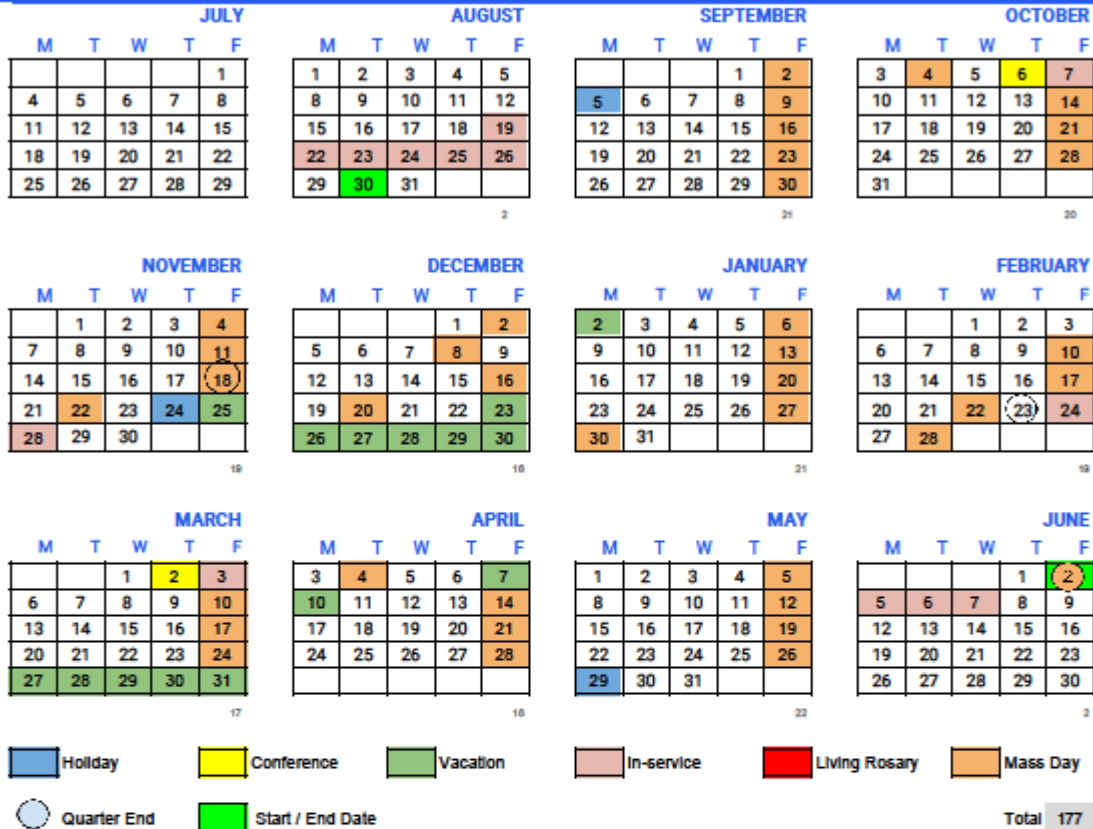 JULY AUGUST SEPTEMBER OCTOBER
M T W T F M T W T F M T W T F M T W T F
1 1 2 3 4 5 1 2 3 4 5 6 7
4 5 6 7 8 8 9 10 11 12 5 6 7 8 9 10 11 12 13 14
11 12 13 14 15 15 16 17 18 19 12 13 14 15 16 17 18 19 20 21
18 19 20 21 22 22 23 24 25 26 19 20 21 22 23 24 25 26 27 28
25 26 27 28 29 29 30 31 26 27 28 29 30 31
2 21 20
NOVEMBER DECEMBER JANUARY FEBRUARY
M T W T F M T W T F M T W T F M T W T F
1 2 3 4 1 2 2 3 4 5 6 1 2 3
7 8 9 10 11 5 6 7 8 9 9 10 11 12 13 6 7 8 9 10
14 15 16 17 18 12 13 14 15 16 16 17 18 19 20 13 14 15 16 17
21 22 23 24 25 19 20 21 22 23 23 24 25 26 27 20 21 22 23 24
28 29 30 26 27 28 29 30 30 31 27 28
19 16 21 19
MARCH APRIL MAY JUNE
M T W T F M T W T F M T W T F M T W T F
1 2 3 3 4 5 6 7 1 2 3 4 5 1 2
6 7 8 9 10 10 11 12 13 14 8 9 10 11 12 5 6 7 8 9
13 14 15 16 17 17 18 19 20 21 15 16 17 18 19 12 13 14 15 16
20 21 22 23 24 24 25 26 27 28 22 23 24 25 26 19 20 21 22 23
27 28 29 30 31 29 30 31 26 27 28 29 30
17 18 22 2
Holiday Conference Vacation In-service Living Rosary Mass Day
Quarter End Start / End Date Total 177